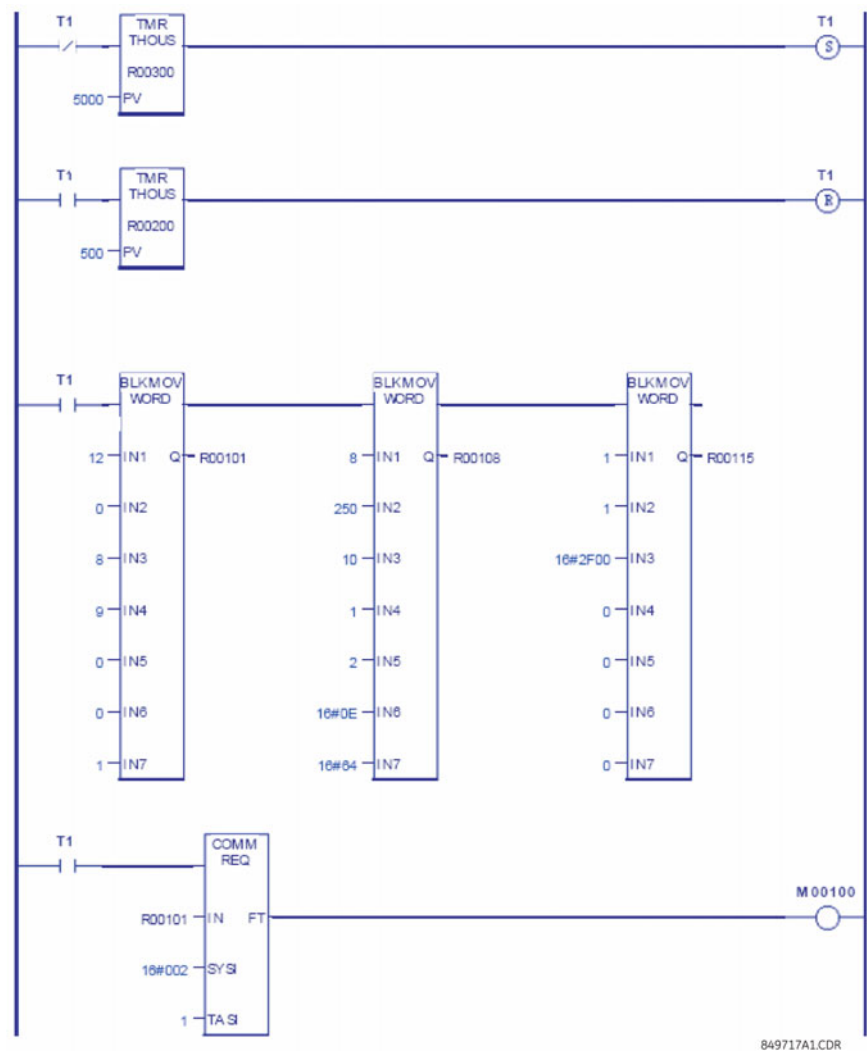 T1 TMR THOUS T1
R00300 S
5000 PV
T1 TMR THOUS T1
R00200 R
500 PV
T1 BLKMOV WORD BLKMOV WORD BLKMOV WORD
12 IN1 Q R00101 8 IN1 Q R00108 1 IN1 Q R00115
0 IN2 250 IN2 1 IN2
8 IN3 10 IN3 16#2F00 IN3
9 IN4 1 IN4 0 IN4
0 IN5 2 IN5 0 IN5
0 IN6 16#0E IN6 0 IN6
1 IN7 16#64 IN7 0 IN7
T1 COMM REQ
M00100
R00101 IN FT
16#002 SYSI
1 TASI
849717A1.CDR